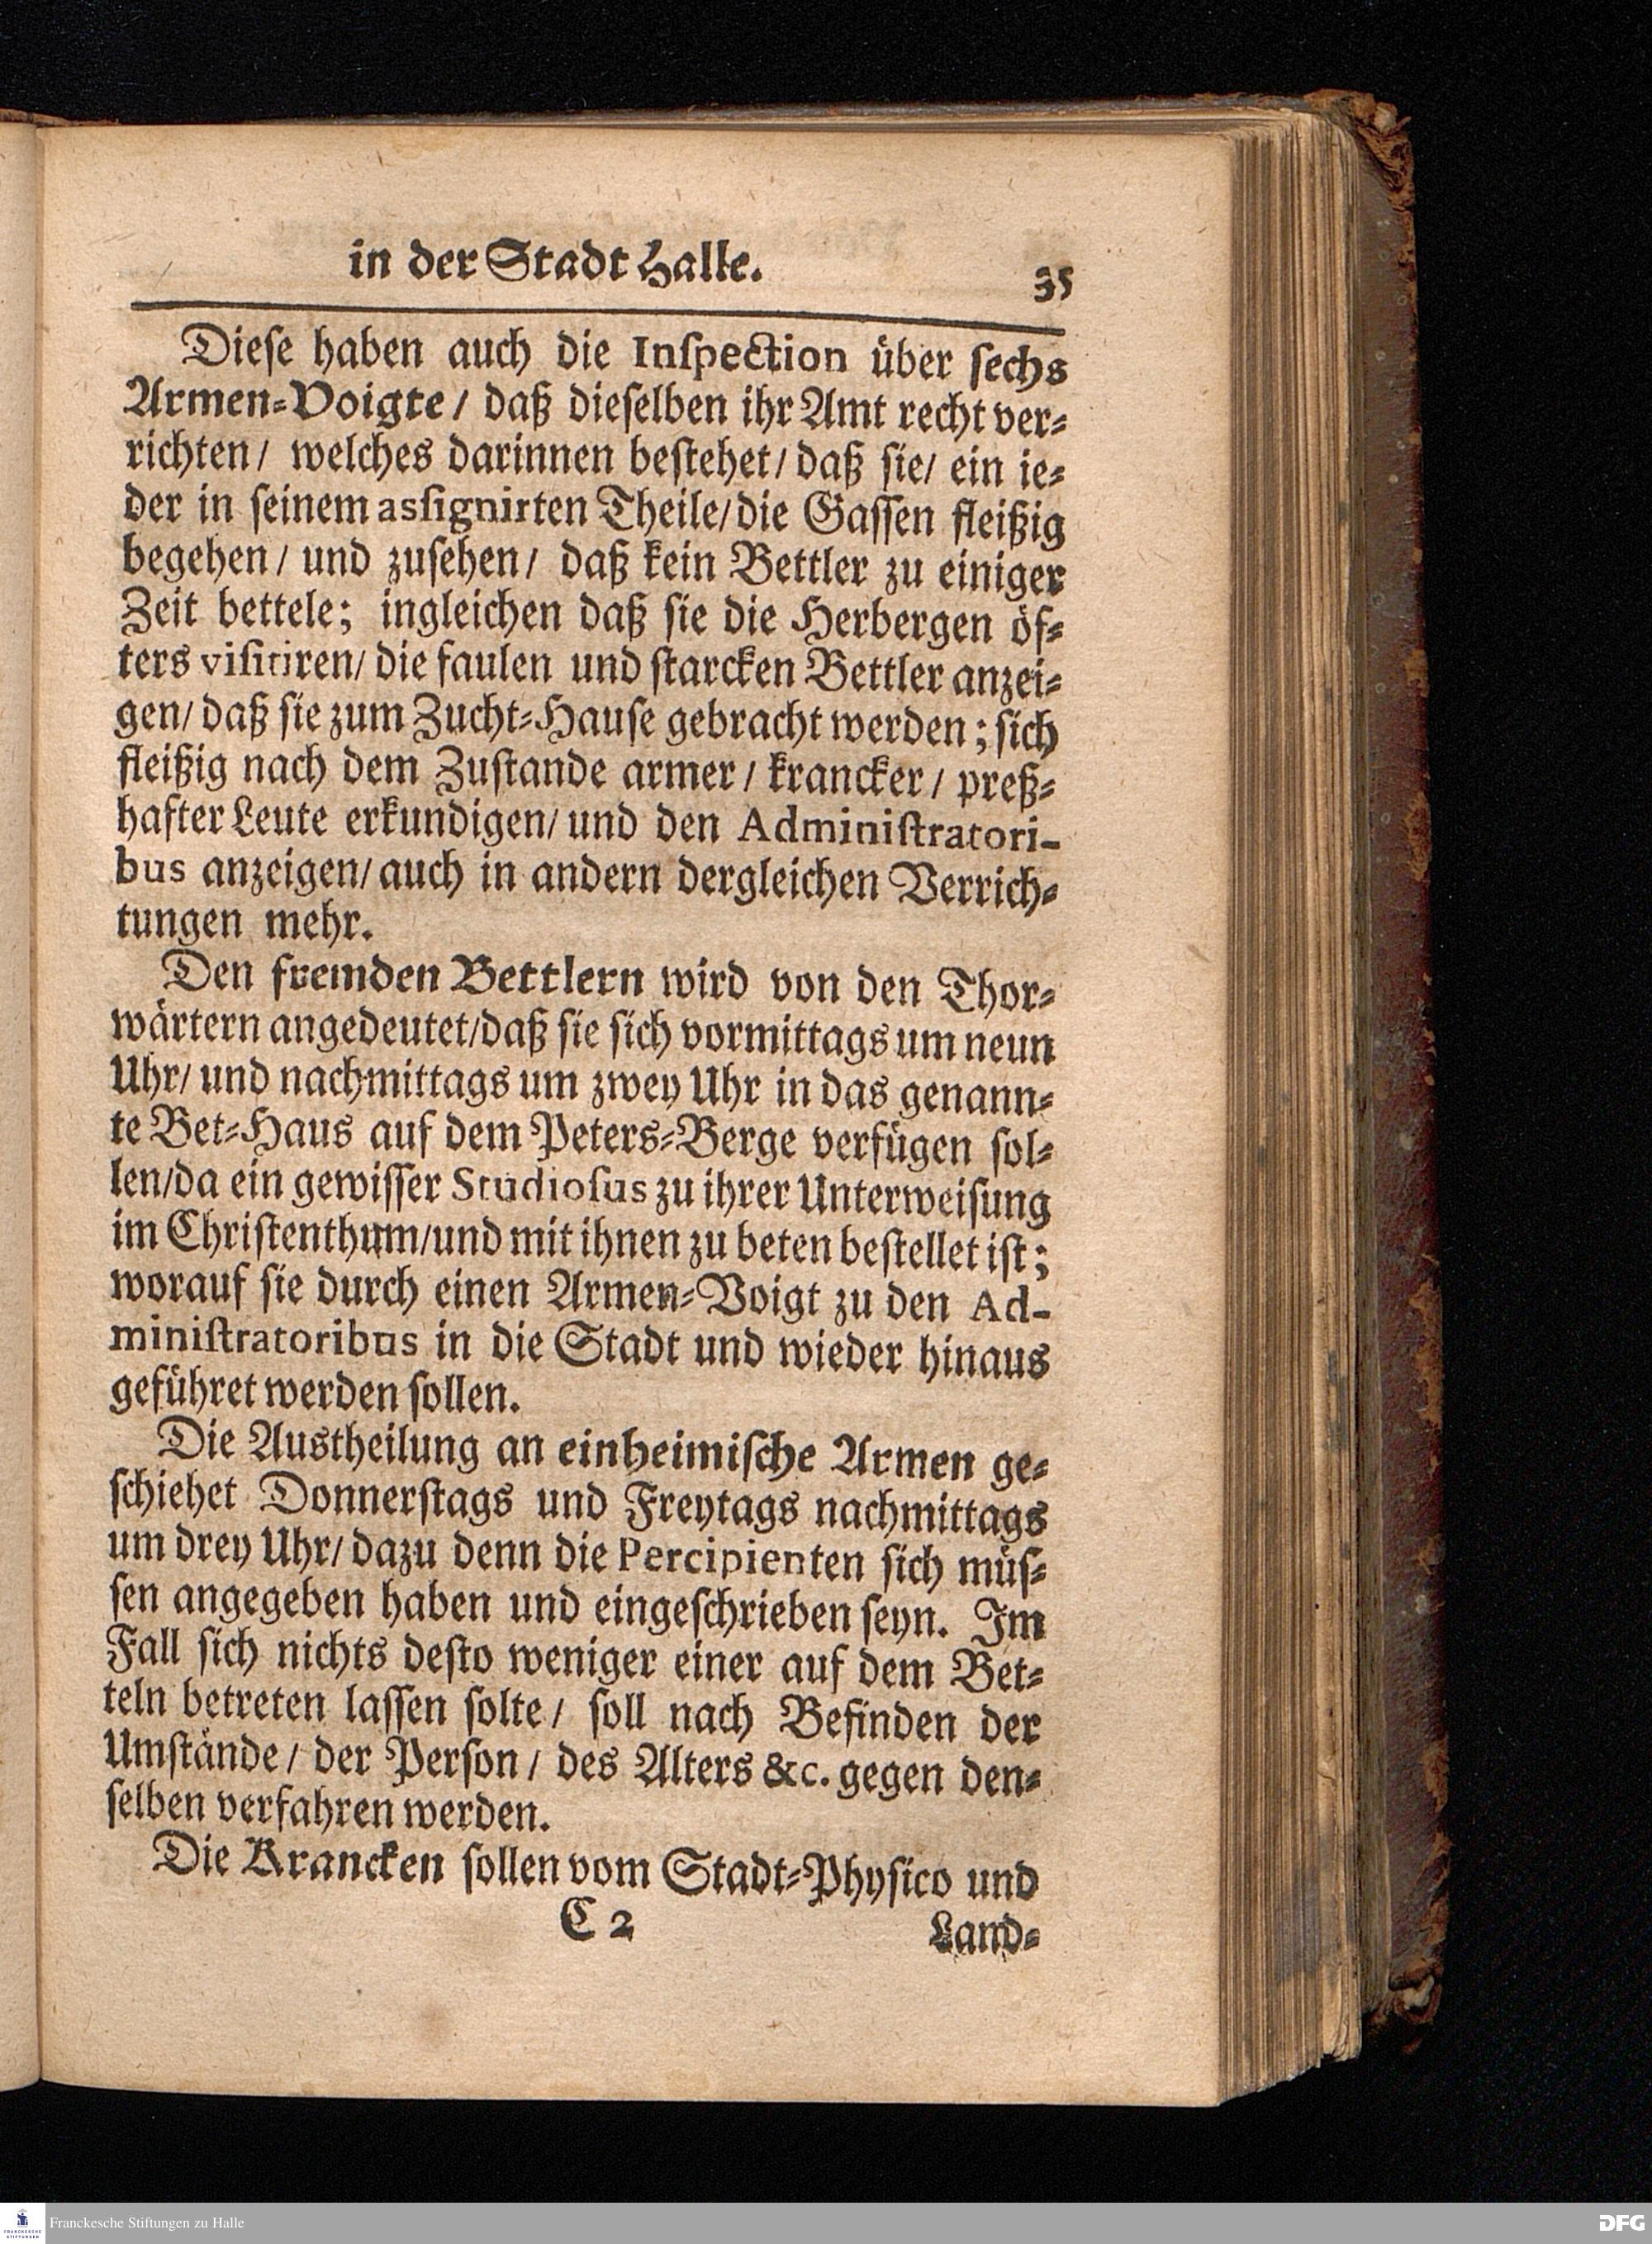 in der Stadt Halle. 35
Dieſe haben auch die Inſpection über ſechs
Armen-Voigte / daß dieſelben ihr Amt recht ver-
richten / welches darinnen beſtehet / daß ſie / ein ie-
der in ſeinem asſignirten Theile / die Gaſſen fleißig
begehen / und zuſehen / daß kein Bettler zu einiger
Zeit bettele; ingleichen daß ſie die Herbergen öf-
ters viſitiren / die faulen und ſtarcken Bettler anzei-
gen / daß ſie zum Zucht-Hauſe gebracht werden; ſich
fleißig nach dem Zuſtande armer / krancker / preß-
hafter Leute erkundigen / und den Adminiſtratori-
bus anzeigen / auch in andern dergleichen Verrich-
tungen mehr.
Den fremden Bettlern wird von den Thor-
wärtern angedeutet / daß ſie ſich vormittags um neun
Uhr / und nachmittags um zwey Uhr in das genann-
te Bet-Haus auf dem Peters-Berge verfügen ſol-
len / da ein gewiſſer Studioſus zu ihrer Unterweiſung
im Chriſtenthum / und mit ihnen zu beten beſtellet iſt;
worauf ſie durch einen Armen-Voigt zu den Ad-
miniſtratoribus in die Stadt und wieder hinaus
geführet werden ſollen.
Die Austheilung an einheimiſche Armen ge-
ſchiehet Donnerſtags und Freytags nachmittags
um drey Uhr / dazu denn die Percipienten ſich müſ-
ſen angegeben haben und eingeſchrieben ſeyn. Im
Fall ſich nichts deſto weniger einer auf dem Bet-
teln betreten laſſen ſolte / ſoll nach Befinden der
Umſtände / der Perſon / des Alters &c. gegen den-
ſelben verfahren werden.
Die Krancken ſollen vom Stadt-Phyſico und
C 2 Land-
FRANCKESCHE
STIFTUNGEN
Franckesche Stiftungen zu Halle
DFG